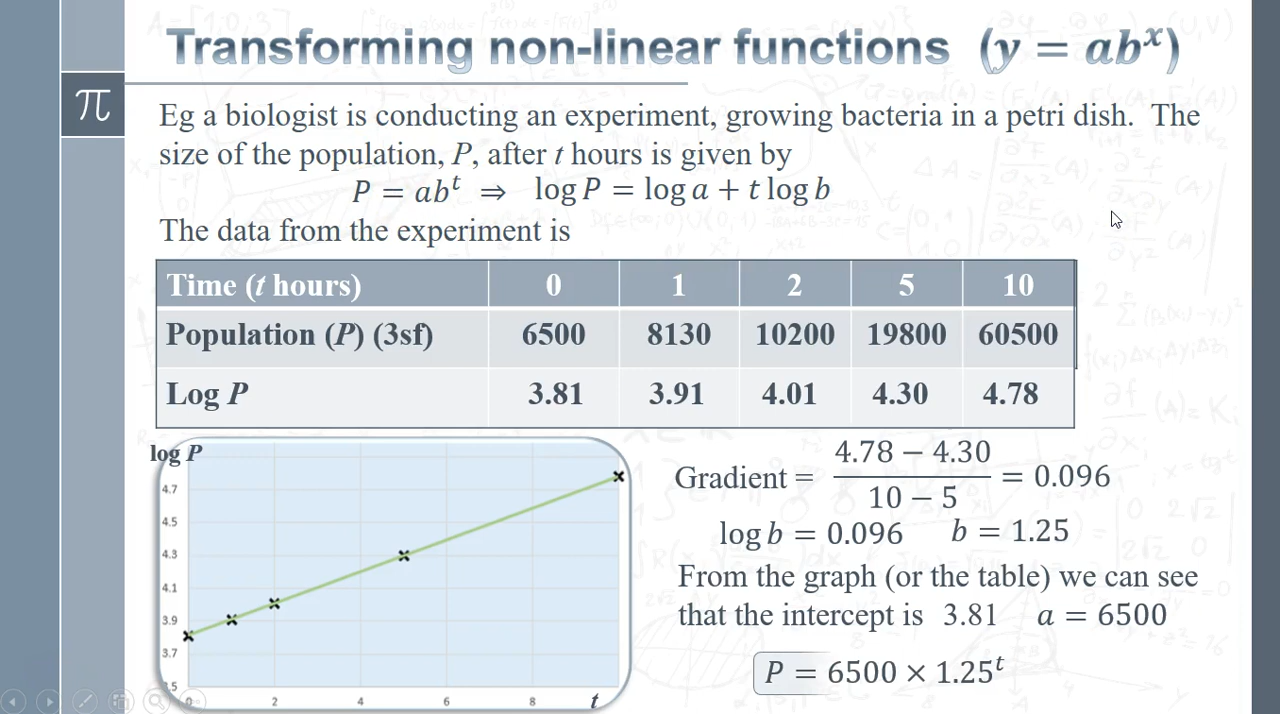 Transforming non-linear functions (y = abˣ)
π
Eg a biologist is conducting an experiment, growing bacteria in a petri dish. The
size of the population, P, after t hours is given by
P = abᵗ ⇒ log P = log a + t log b
The data from the experiment is
Time (t hours) 0 1 2 5 10
Population (P) (3sf) 6500 8130 10200 19800 60500
Log P 3.81 3.91 4.01 4.30 4.78
log P
4.7
4.5
4.3
4.1
3.9
3.7
.5
0 2 4 6 8 t
Gradient = (4.78 − 4.30)/(10 − 5) = 0.096
log b = 0.096 b = 1.25
From the graph (or the table) we can see
that the intercept is 3.81 a = 6500
P = 6500 × 1.25ᵗ